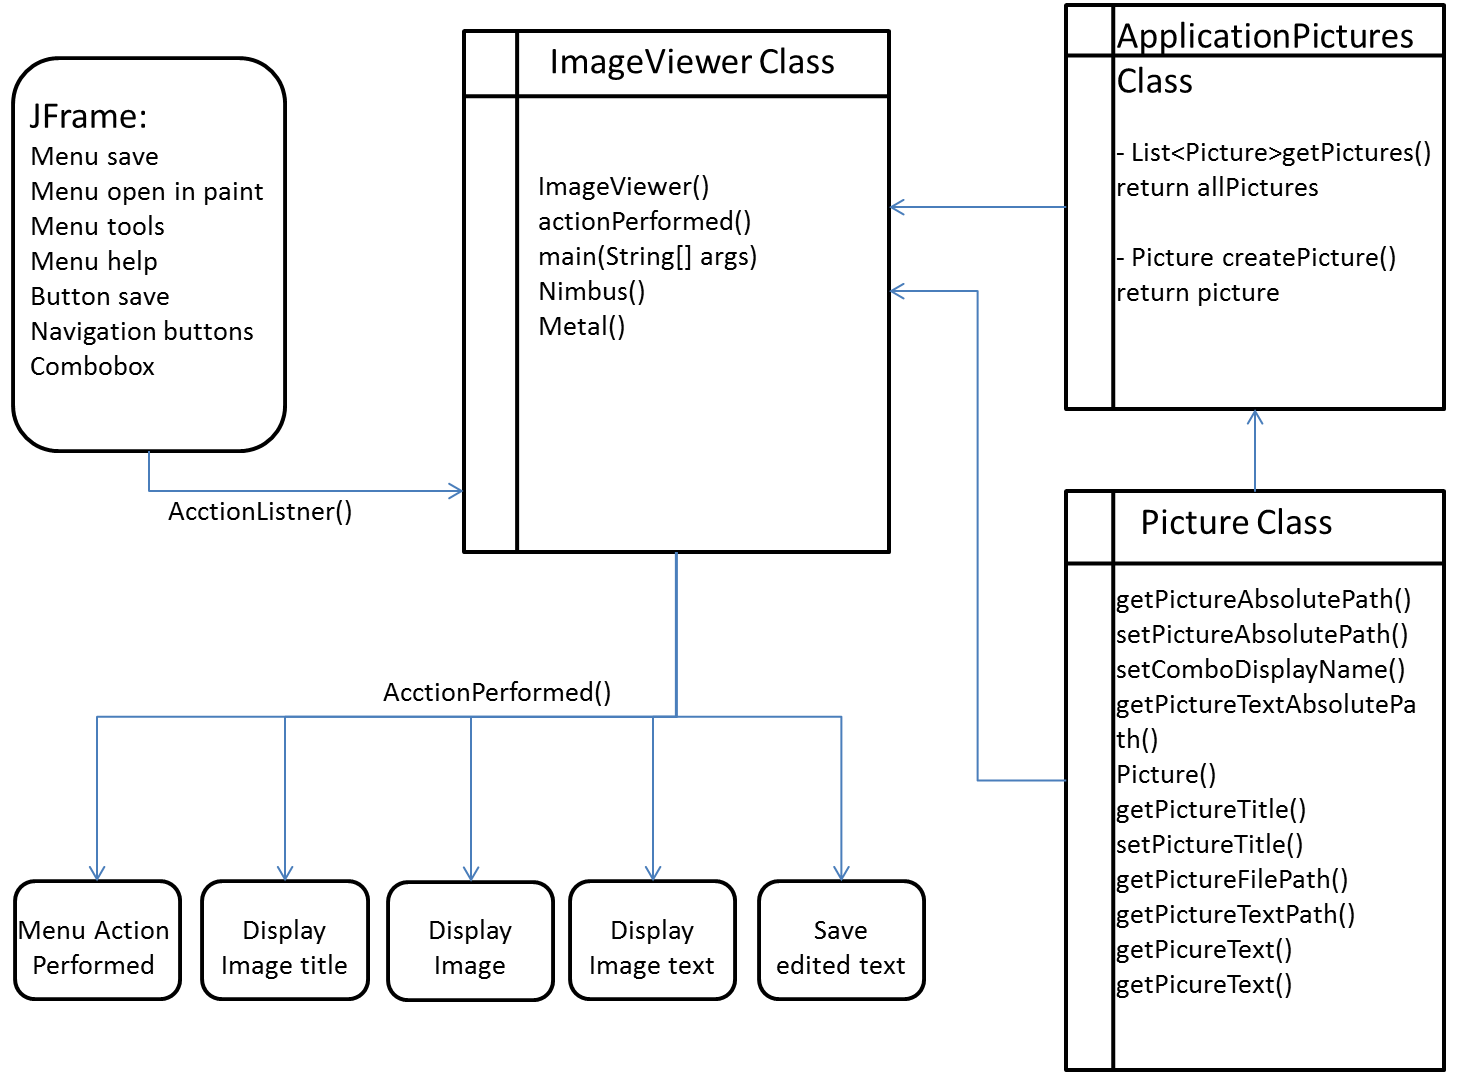 JFrame:
Menu save
Menu open in paint
Menu tools
Menu help
Button save
Navigation buttons
Combobox
AcctionListner()
ImageViewer Class
ImageViewer()
actionPerformed()
main(String[] args)
Nimbus()
Metal()
ApplicationPictures
Class
- List<Picture>getPictures()
return allPictures
- Picture createPicture()
return picture
Picture Class
getPictureAbsolutePath()
setPictureAbsolutePath()
setComboDisplayName()
getPictureTextAbsolutePa
th()
Picture()
getPictureTitle()
setPictureTitle()
getPictureFilePath()
getPictureTextPath()
getPicureText()
getPicureText()
AcctionPerformed()
Menu Action
Performed
Display
Image title
Display
Image
Display
Image text
Save
edited text